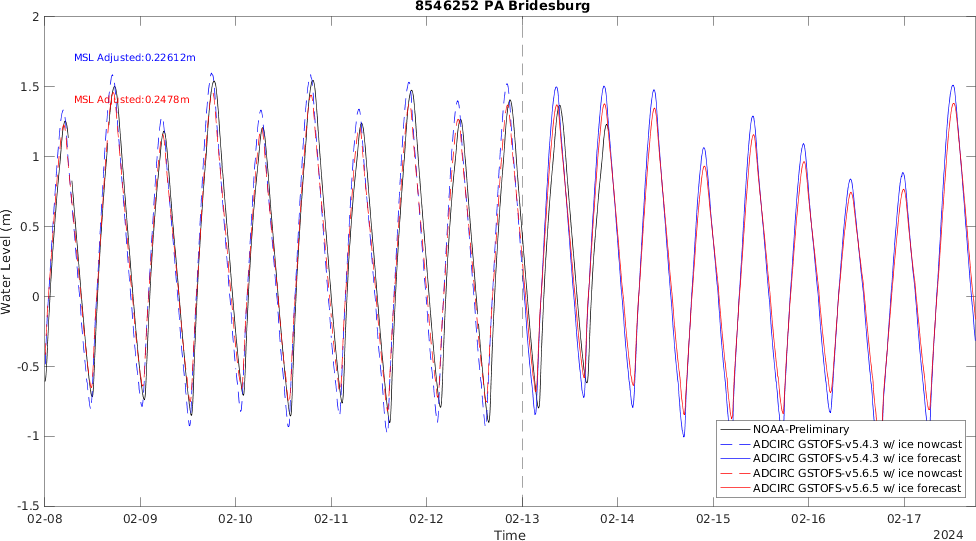 8546252 PA Bridesburg
2
1.5
1
0.5
0
-0.5
-1
-1.5
Water Level (m)
MSL Adjusted:0.22612m
MSL Adjusted:0.2478m
NOAA-Preliminary
ADCIRC GSTOFS-v5.4.3 w/ ice nowcast
ADCIRC GSTOFS-v5.4.3 w/ ice forecast
ADCIRC GSTOFS-v5.6.5 w/ ice nowcast
ADCIRC GSTOFS-v5.6.5 w/ ice forecast
02-08 02-09 02-10 02-11 02-12 02-13 02-14 02-15 02-16 02-17
Time
2024